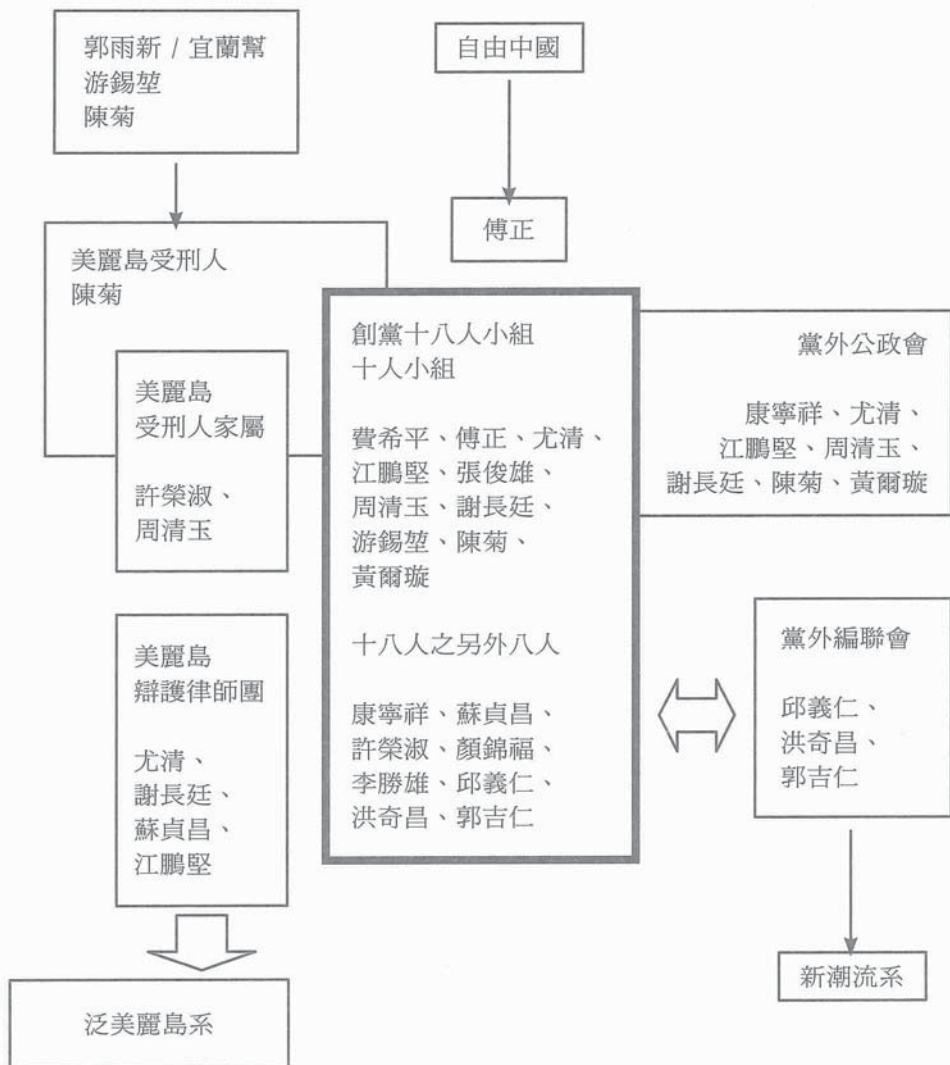 郭雨新 / 宜蘭幫
游錫堃
陳菊
自由中國
傅正
美麗島受刑人
陳菊
美麗島
受刑人家屬
許榮淑、
周清玉
創黨十八人小組
十人小組
費希平、傅正、尤清、
江鵬堅、張俊雄、
周清玉、謝長廷、
游錫堃、陳菊、
黃爾璇
十八人之另外八人
康寧祥、蘇貞昌、
許榮淑、顏錦福、
李勝雄、邱義仁、
洪奇昌、郭吉仁
黨外公政會
康寧祥、尤清、
江鵬堅、周清玉、
謝長廷、陳菊、黃爾璇
美麗島
辯護律師團
尤清、
謝長廷、
蘇貞昌、
江鵬堅
黨外編聯會
邱義仁、
洪奇昌、
郭吉仁
泛美麗島系
新潮流系